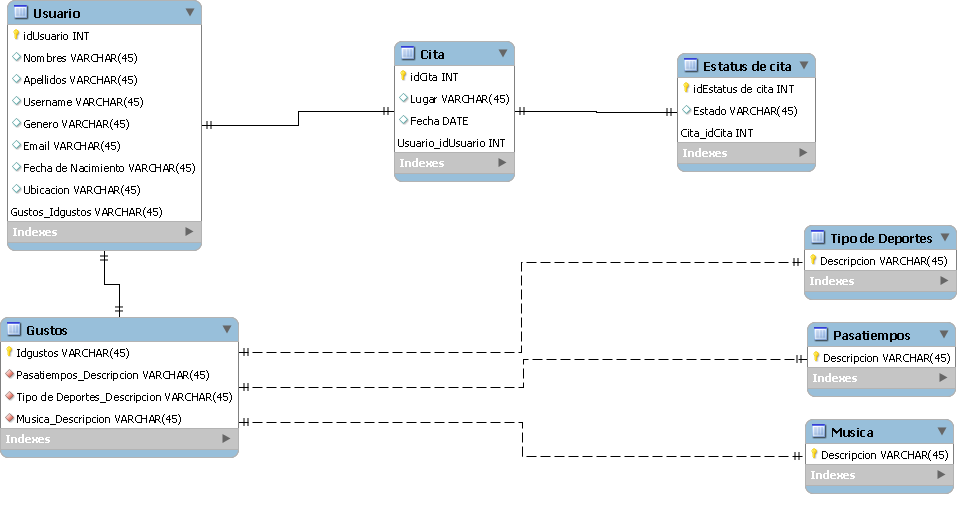 Usuario
idUsuario INT
Nombres VARCHAR(45)
Apellidos VARCHAR(45)
Username VARCHAR(45)
Genero VARCHAR(45)
Email VARCHAR(45)
Fecha de Nacimiento VARCHAR(45)
Ubicacion VARCHAR(45)
Gustos_Idgustos VARCHAR(45)
Indexes
Cita
idCita INT
Lugar VARCHAR(45)
Fecha DATE
Usuario_idUsuario INT
Indexes
Estatus de cita
idEstatus de cita INT
Estado VARCHAR(45)
Cita_idCita INT
Indexes
Gustos
Idgustos VARCHAR(45)
Pasatiempos_Descripcion VARCHAR(45)
Tipo de Deportes_Descripcion VARCHAR(45)
Musica_Descripcion VARCHAR(45)
Indexes
Tipo de Deportes
Descripcion VARCHAR(45)
Indexes
Pasatiempos
Descripcion VARCHAR(45)
Indexes
Musica
Descripcion VARCHAR(45)
Indexes